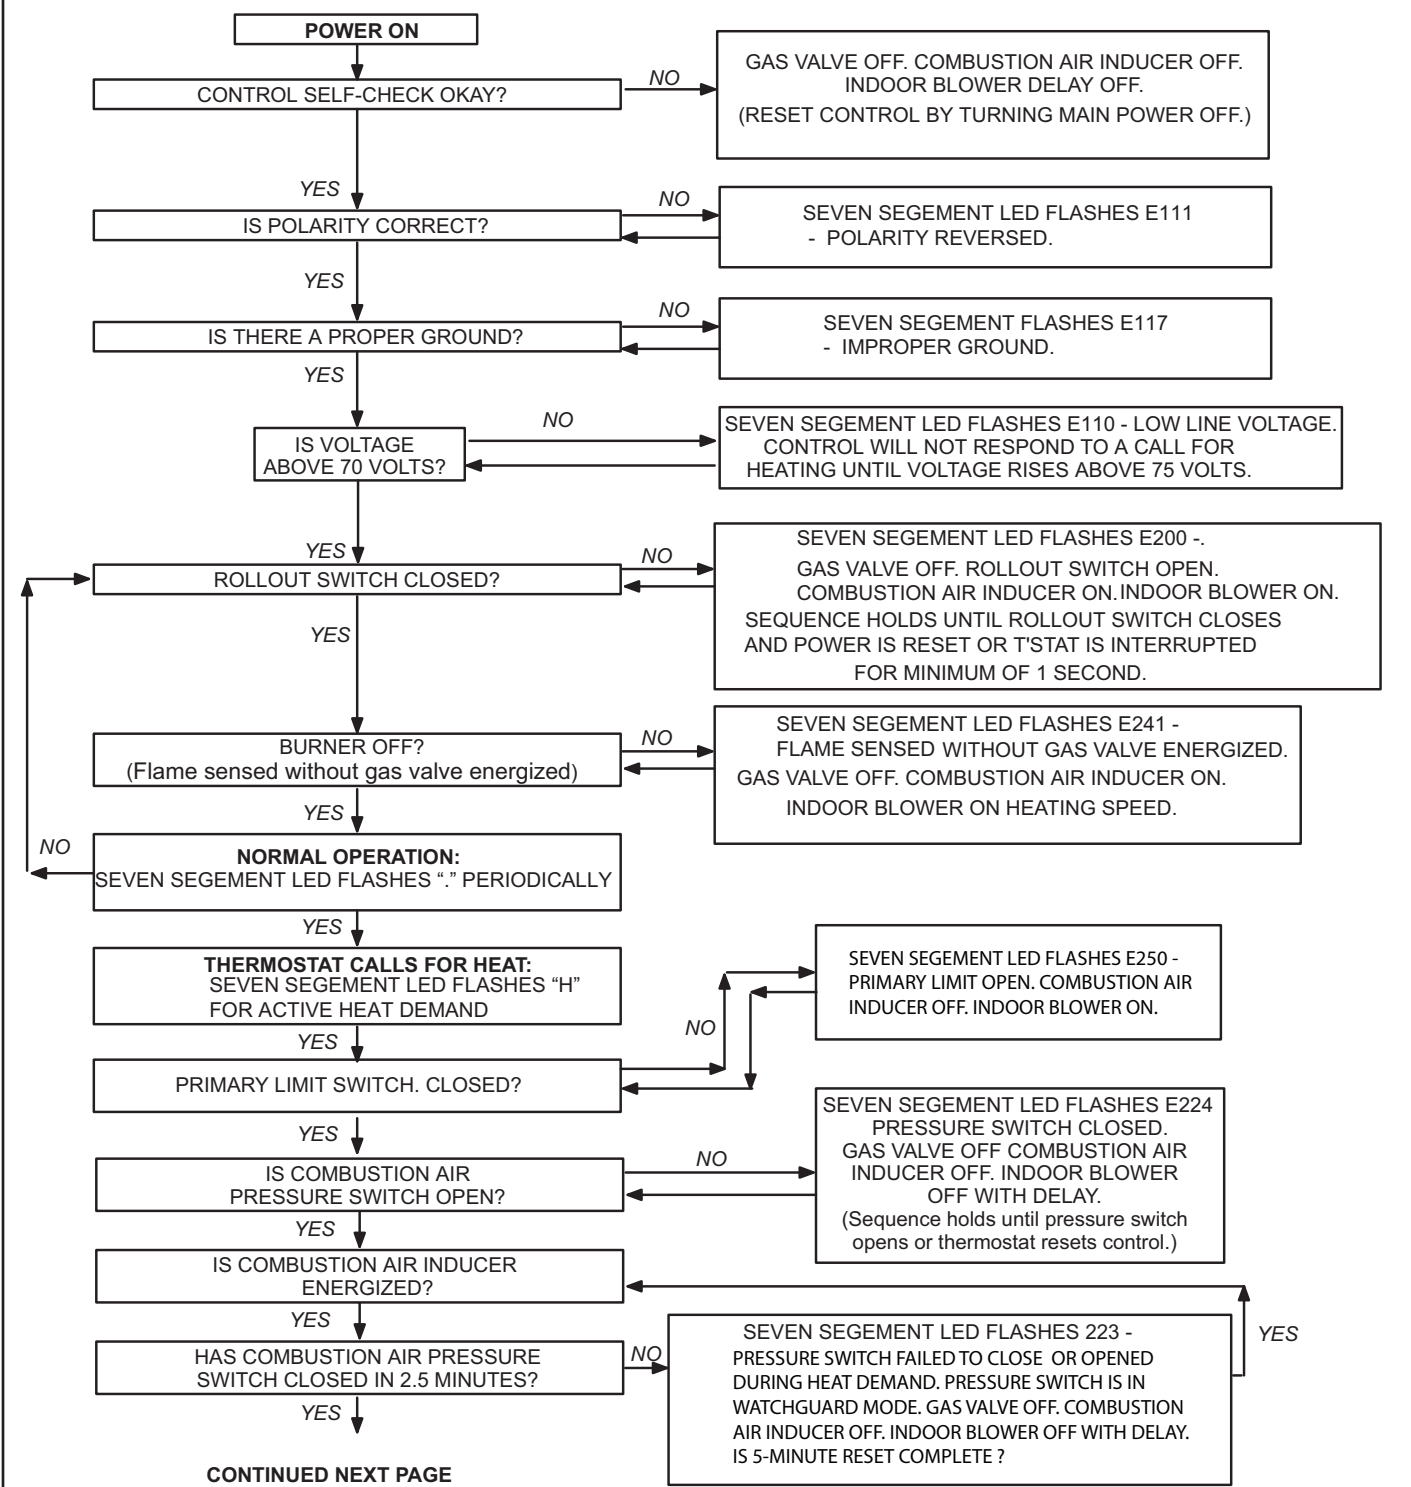 POWER ON
CONTROL SELF-CHECK OKAY?
NO
GAS VALVE OFF. COMBUSTION AIR INDUCER OFF.
INDOOR BLOWER DELAY OFF.
(RESET CONTROL BY TURNING MAIN POWER OFF.)
YES
IS POLARITY CORRECT?
NO
SEVEN SEGEMENT LED FLASHES E111
- POLARITY REVERSED.
YES
IS THERE A PROPER GROUND?
NO
SEVEN SEGEMENT FLASHES E117
- IMPROPER GROUND.
YES
IS VOLTAGE
ABOVE 70 VOLTS?
NO
SEVEN SEGEMENT LED FLASHES E110 - LOW LINE VOLTAGE.
CONTROL WILL NOT RESPOND TO A CALL FOR
HEATING UNTIL VOLTAGE RISES ABOVE 75 VOLTS.
YES
ROLLOUT SWITCH CLOSED?
NO
SEVEN SEGEMENT LED FLASHES E200 -.
GAS VALVE OFF. ROLLOUT SWITCH OPEN.
COMBUSTION AIR INDUCER ON. INDOOR BLOWER ON.
SEQUENCE HOLDS UNTIL ROLLOUT SWITCH CLOSES
AND POWER IS RESET OR T'STAT IS INTERRUPTED
FOR MINIMUM OF 1 SECOND.
YES
BURNER OFF?
(Flame sensed without gas valve energized)
NO
SEVEN SEGEMENT LED FLASHES E241 -
FLAME SENSED WITHOUT GAS VALVE ENERGIZED.
GAS VALVE OFF. COMBUSTION AIR INDUCER ON.
INDOOR BLOWER ON HEATING SPEED.
YES
NO
NORMAL OPERATION:
SEVEN SEGEMENT LED FLASHES “.” PERIODICALLY
YES
THERMOSTAT CALLS FOR HEAT:
SEVEN SEGEMENT LED FLASHES “H”
FOR ACTIVE HEAT DEMAND
SEVEN SEGEMENT LED FLASHES E250 -
PRIMARY LIMIT OPEN. COMBUSTION AIR
INDUCER OFF. INDOOR BLOWER ON.
NO
YES
PRIMARY LIMIT SWITCH. CLOSED?
YES
IS COMBUSTION AIR
PRESSURE SWITCH OPEN?
NO
SEVEN SEGEMENT LED FLASHES E224
PRESSURE SWITCH CLOSED.
GAS VALVE OFF COMBUSTION AIR
INDUCER OFF. INDOOR BLOWER
OFF WITH DELAY.
(Sequence holds until pressure switch
opens or thermostat resets control.)
YES
IS COMBUSTION AIR INDUCER
ENERGIZED?
YES
HAS COMBUSTION AIR PRESSURE
SWITCH CLOSED IN 2.5 MINUTES?
NO
SEVEN SEGEMENT LED FLASHES 223 -
PRESSURE SWITCH FAILED TO CLOSE OR OPENED
DURING HEAT DEMAND. PRESSURE SWITCH IS IN
WATCHGUARD MODE. GAS VALVE OFF. COMBUSTION
AIR INDUCER OFF. INDOOR BLOWER OFF WITH DELAY.
IS 5-MINUTE RESET COMPLETE ?
YES
YES
CONTINUED NEXT PAGE